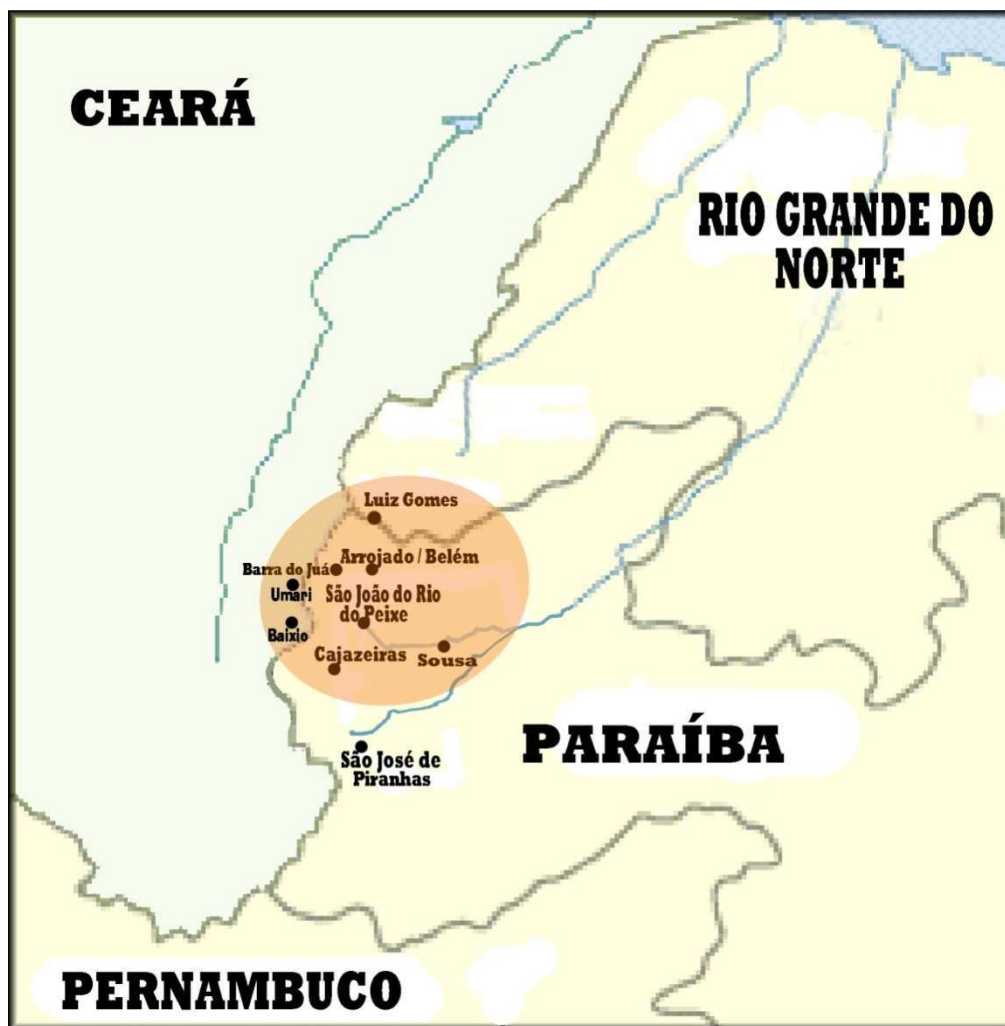 CEARÁ
RIO GRANDE DO
NORTE
Luiz Gomes
Arrojado / Belém
Barra do Juá
Umari
São João do Rio
do Peixe
Baixio
Cajazeiras
Sousa
PARAÍBA
São José de
Piranhas
PERNAMBUCO